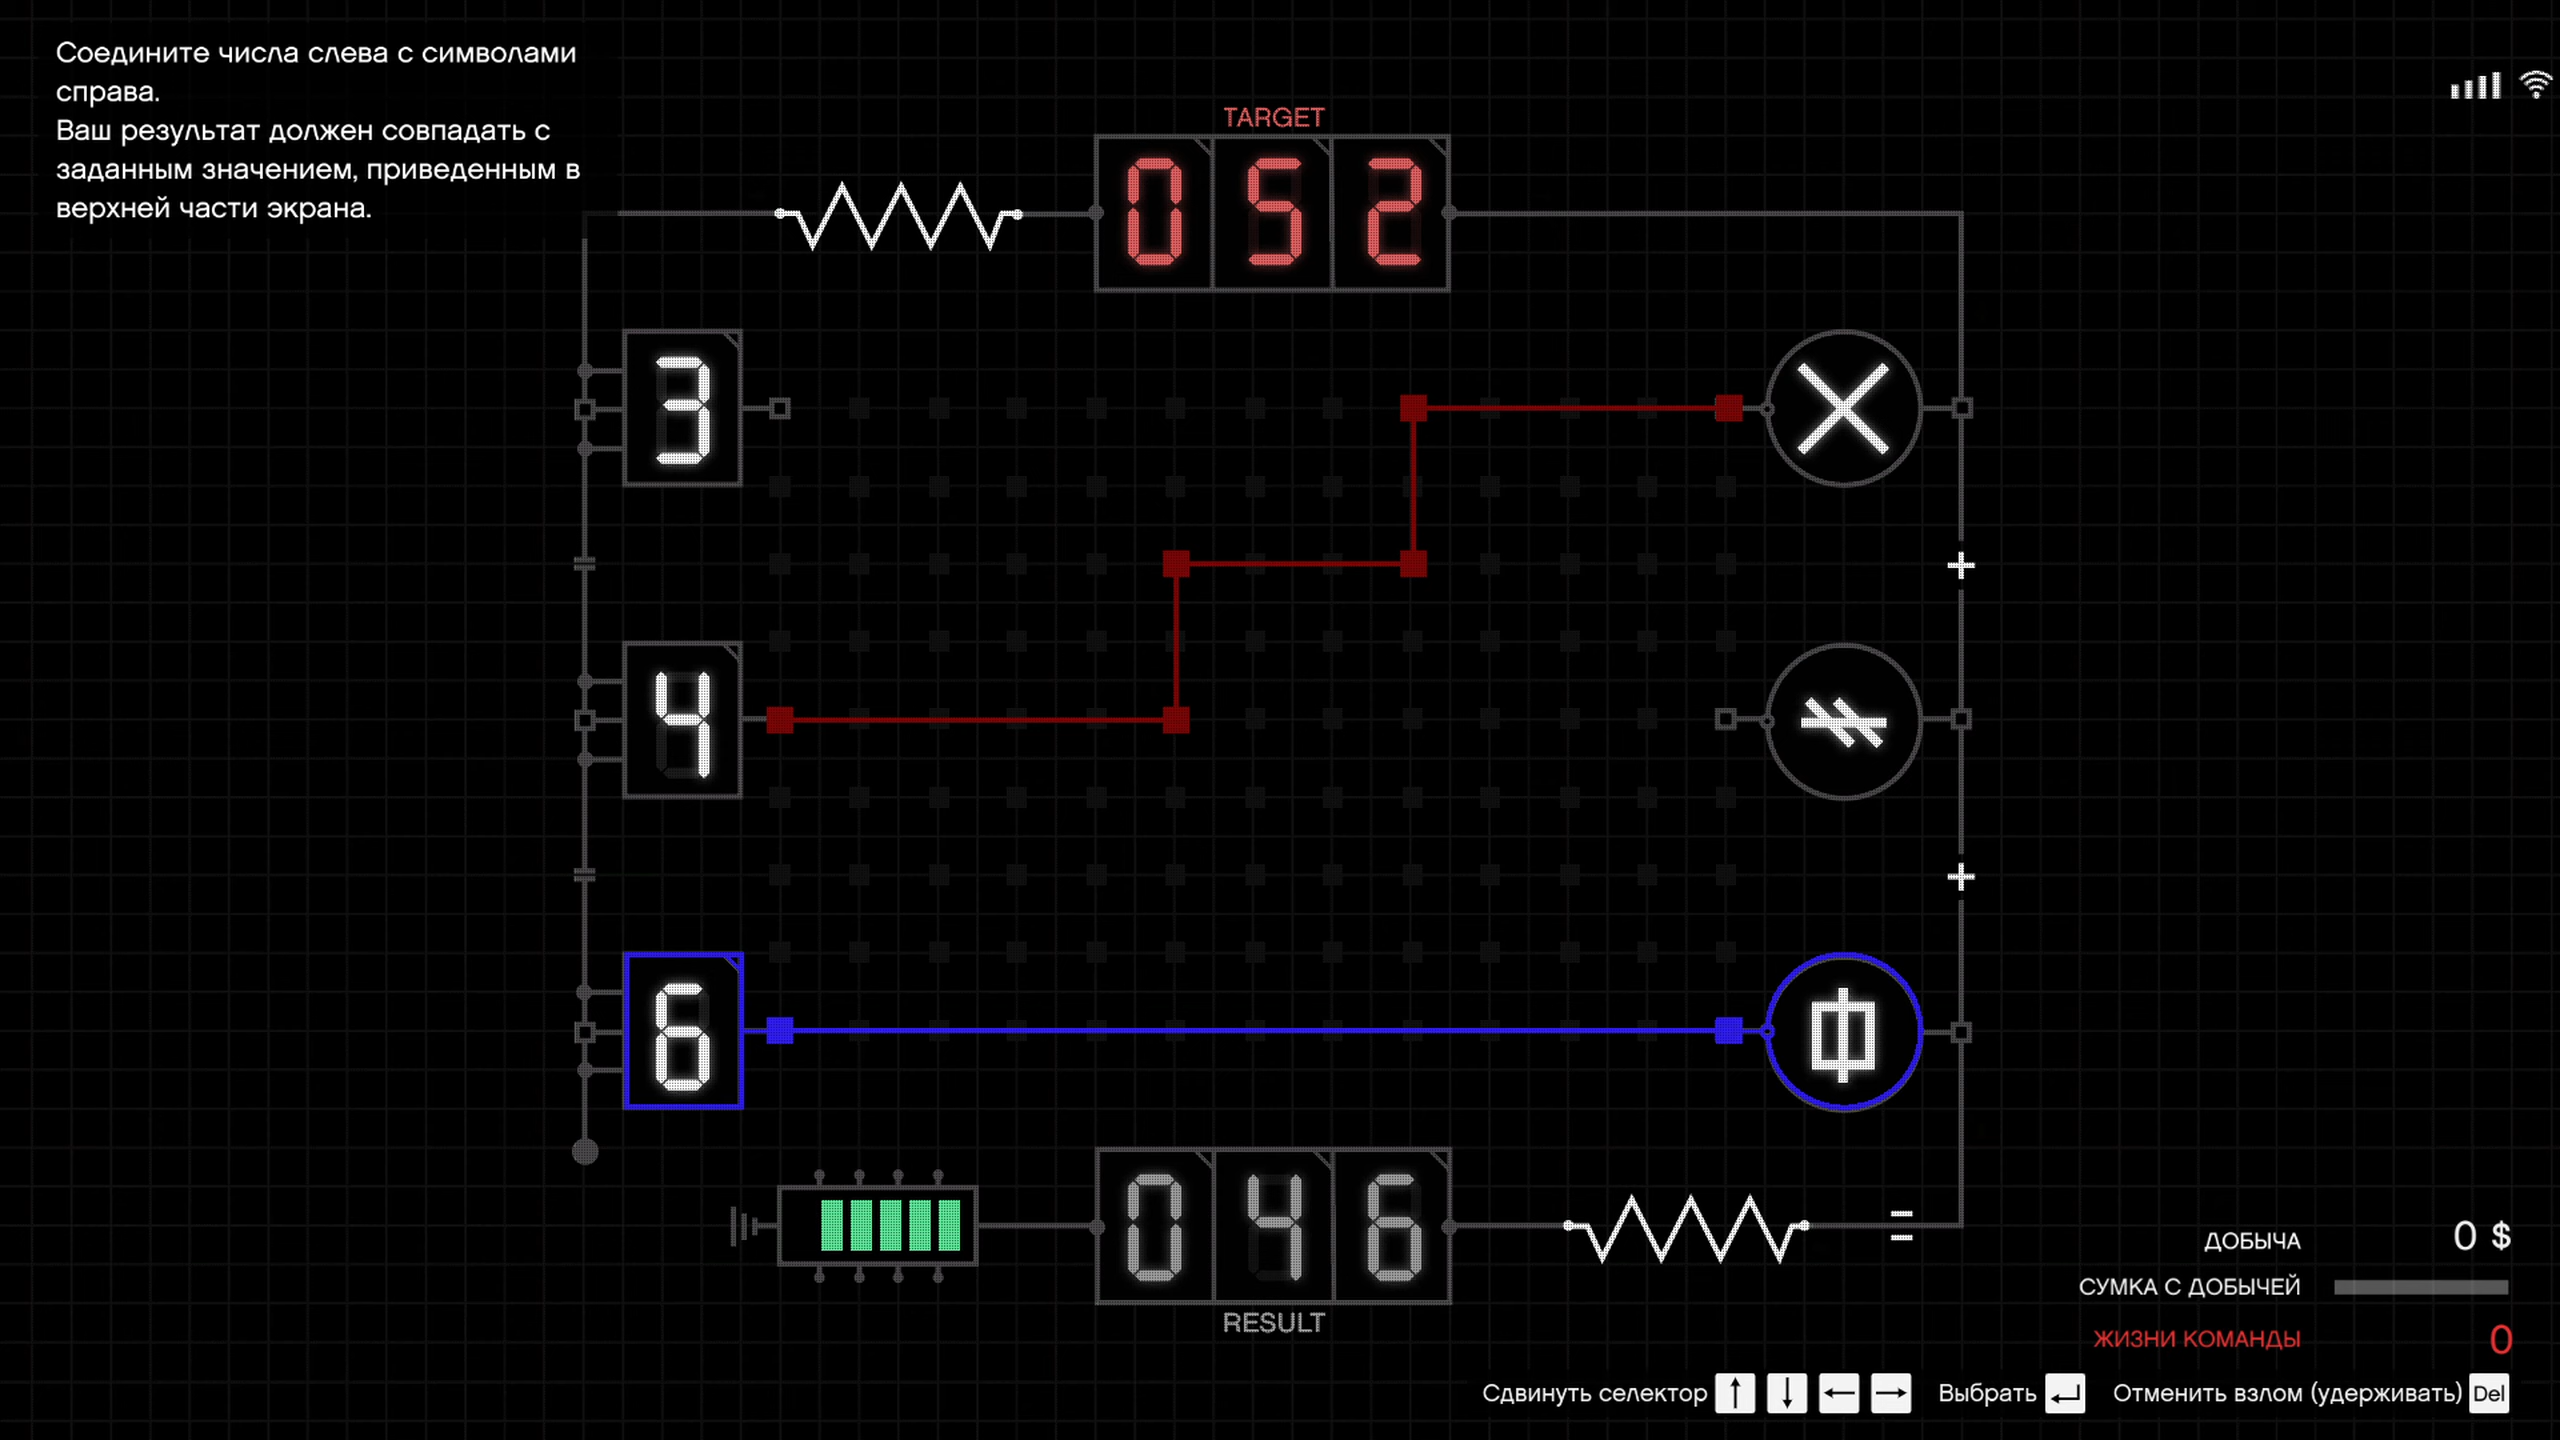 Соедините числа слева с символами
справа.
Ваш результат должен совпадать с
заданным значением, приведенным в
верхней части экрана.
TARGET
052
3
4
+
6
+
046
=
RESULT
ДОБЫЧА 0 $
СУМКА С ДОБЫЧЕЙ
ЖИЗНИ КОМАНДЫ 0
Сдвинуть селектор ↑ ↓ ← → Выбрать ↵ Отменить взлом (удерживать) Del